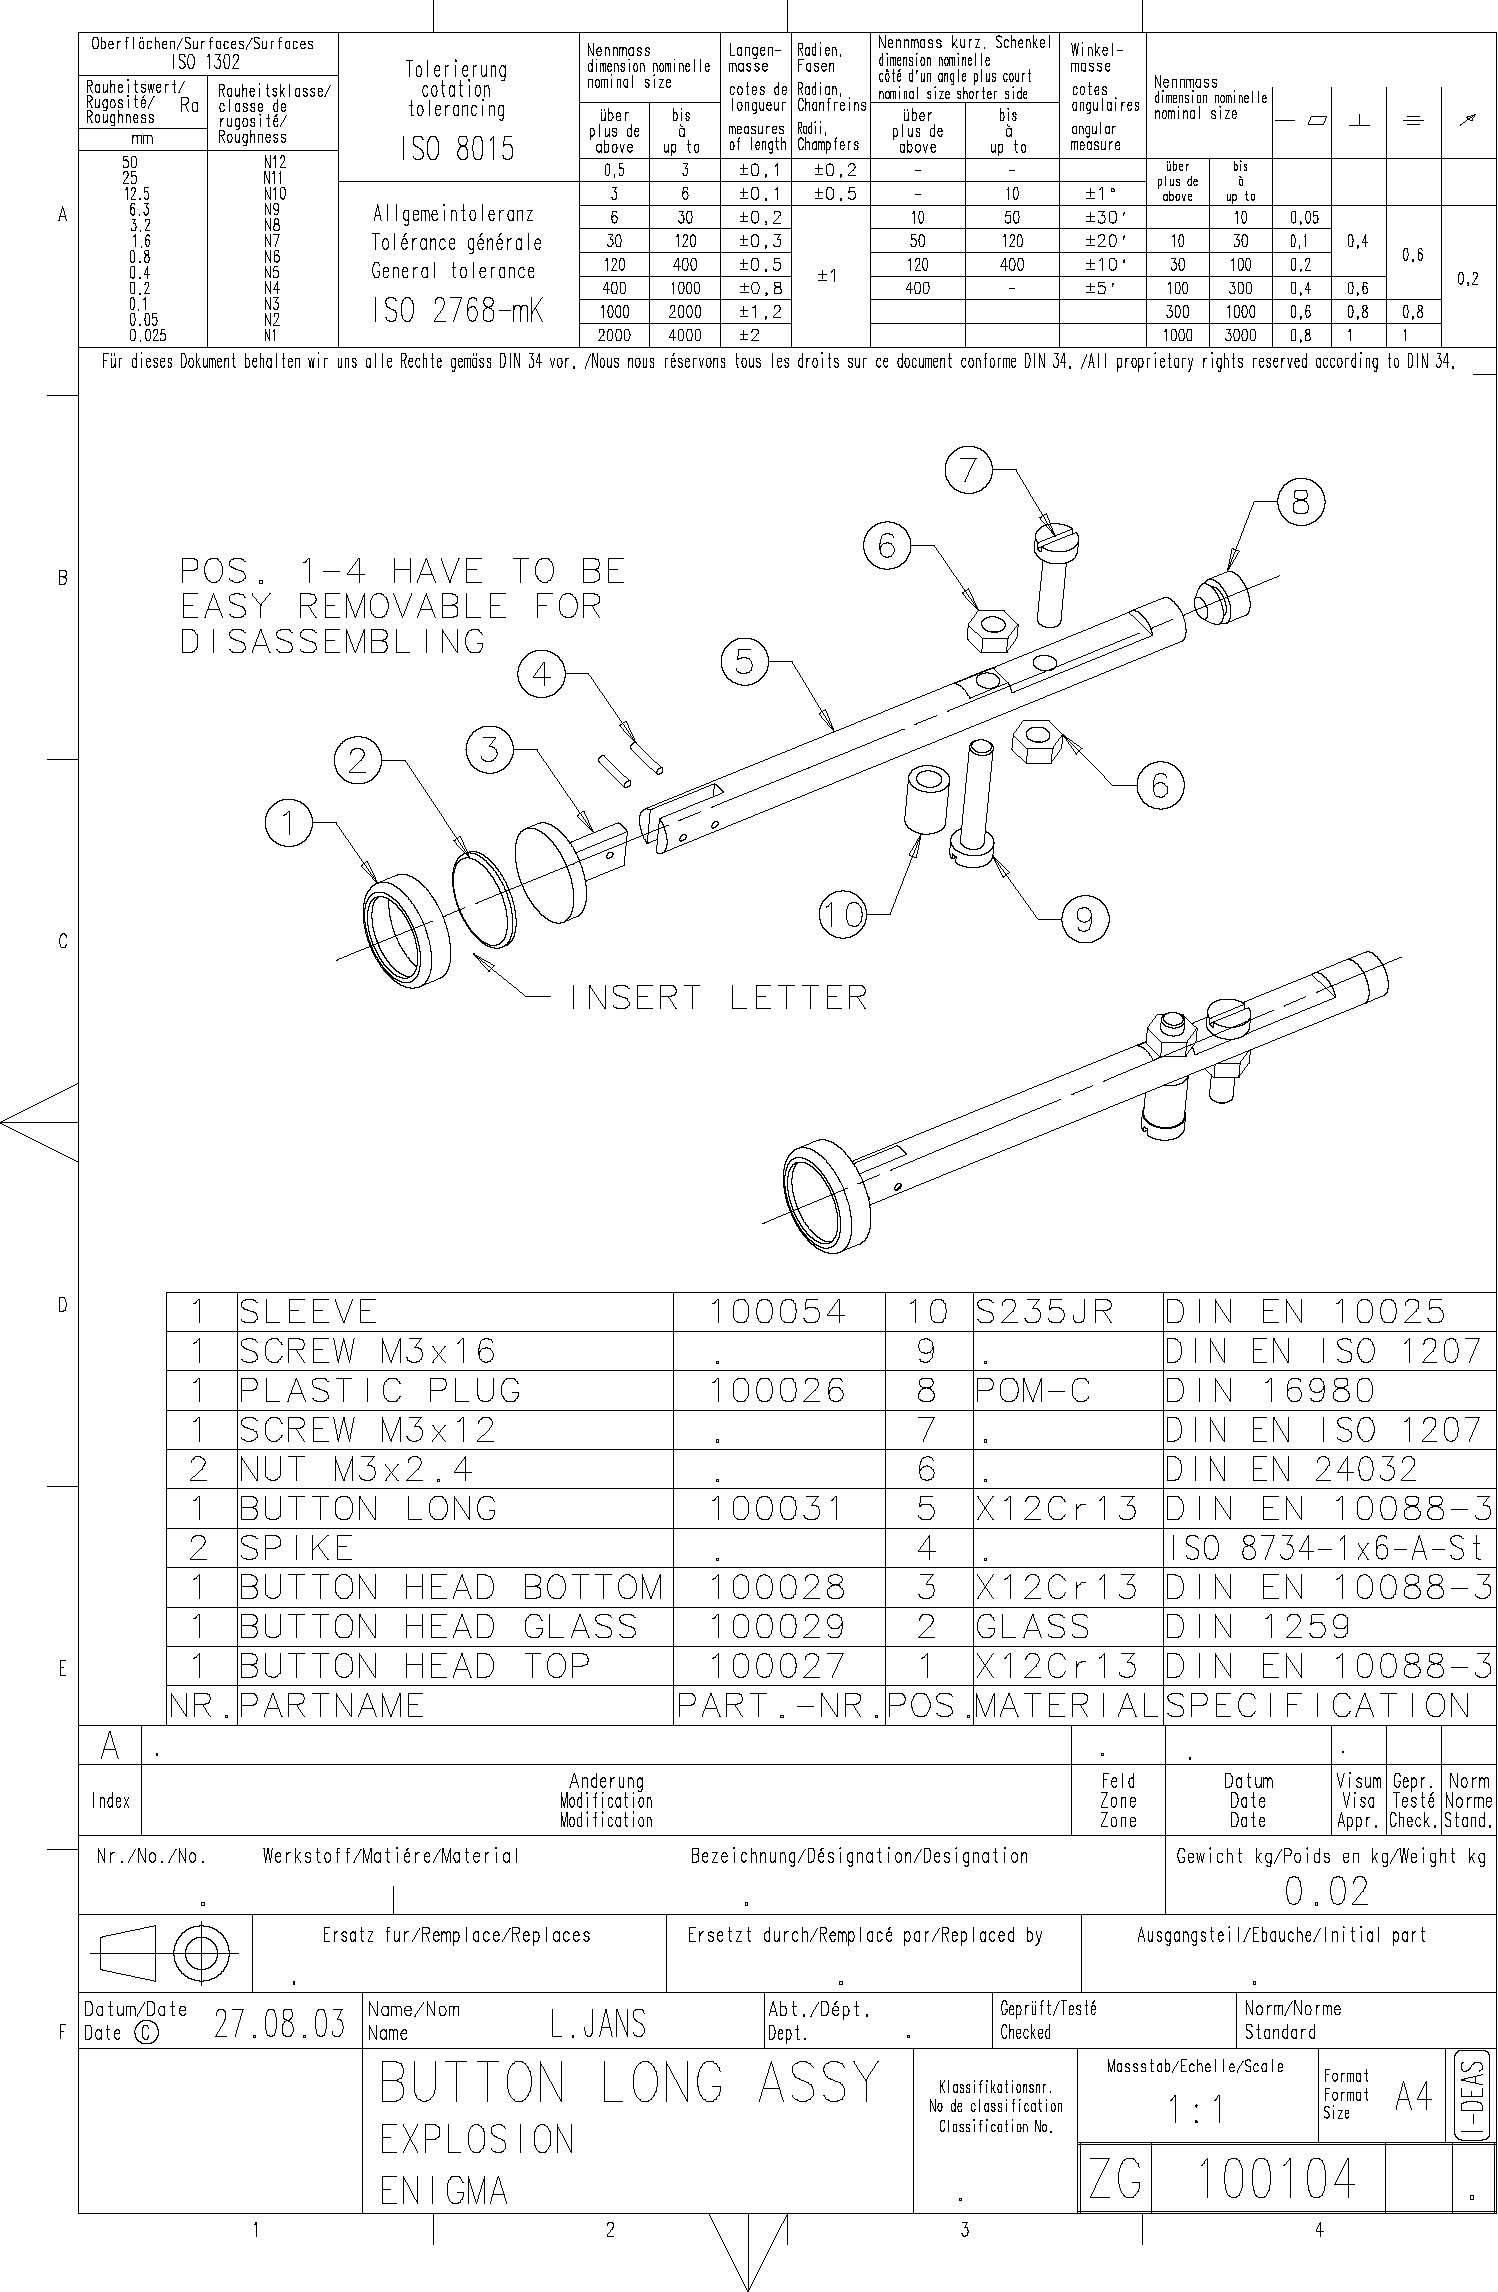 Oberflächen/Surfaces/Surfaces
ISO 1302
Rauheitswert/
Rugosité/ Ra
Roughness
Rauheitsklasse/
classe de
rugosité/
Roughness
mm
50 N12
25 N11
12.5 N10
6.3 N9
3.2 N8
1.6 N7
0.8 N6
0.4 N5
0.2 N4
0.1 N3
0.05 N2
0.025 N1
Tolerierung
cotation
tolerancing
ISO 8015
Allgemeintoleranz
Tolérance générale
General tolerance
ISO 2768-mK
Nennmass
dimension nominelle
nominal size
über
plus de
above
bis
à
up to
Langen-
masse
cotes de
longueur
measures
of length
Radien,
Fasen
Radian,
Chanfreins
Radii,
Champfers
Nennmass kurz. Schenkel
dimension nominelle
côté d'un angle plus court
nominal size shorter side
über
plus de
above
bis
à
up to
Winkel-
masse
cotes
angulaires
angular
measure
Nennmass
dimension nominelle
nominal size
über
plus de
above
bis
à
up to
0,5 3 ±0,1 ±0,2 - -
3 6 ±0,1 ±0,5 - 10 ±1°
6 30 ±0,2 10 50 ±30′ 10 0,05
30 120 ±0,3 50 120 ±20′ 10 30 0,1 0,4
0,6
120 400 ±0,5 ±1 120 400 ±10′ 30 100 0,2
0,2
400 1000 ±0,8 400 - ±5′ 100 300 0,4 0,6
1000 2000 ±1,2 300 1000 0,6 0,8 0,8
2000 4000 ±2 1000 3000 0,8 1 1
Für dieses Dokument behalten wir uns alle Rechte gemäss DIN 34 vor. /Nous nous réservons tous les droits sur ce document conforme DIN 34. /All proprietary rights reserved according to DIN 34.
A
B
C
D
E
F
7
8
6
POS. 1-4 HAVE TO BE
EASY REMOVABLE FOR
DISASSEMBLING
4
5
3
2
6
1
10
9
INSERT LETTER
1 SLEEVE 100054 10 S235JR DIN EN 10025
1 SCREW M3x16 . 9 . DIN EN ISO 1207
1 PLASTIC PLUG 100026 8 POM-C DIN 16980
1 SCREW M3x12 . 7 . DIN EN ISO 1207
2 NUT M3x2.4 . 6 . DIN EN 24032
1 BUTTON LONG 100031 5 X12Cr13 DIN EN 10088-3
2 SPIKE . 4 . ISO 8734-1x6-A-St
1 BUTTON HEAD BOTTOM 100028 3 X12Cr13 DIN EN 10088-3
1 BUTTON HEAD GLASS 100029 2 GLASS DIN 1259
1 BUTTON HEAD TOP 100027 1 X12Cr13 DIN EN 10088-3
NR. PARTNAME PART.-NR. POS. MATERIAL SPECIFICATION
A . . . .
Index
Anderung
Modification
Modification
Feld
Zone
Zone
Datum
Date
Date
Visum
Visa
Appr.
Gepr.
Testé
Check.
Norm
Norme
Stand.
Nr./No./No. Werkstoff/Matiére/Material Bezeichnung/Désignation/Designation Gewicht kg/Poids en kg/Weight kg
. . 0.02
Ersatz fur/Remplace/Replaces Ersetzt durch/Remplacé par/Replaced by Ausgangsteil/Ebauche/Initial part
. . .
Datum/Date
Date © 27.08.03
Name/Nom
Name L.JANS
Abt./Dépt.
Dept. .
Geprüft/Testé
Checked
Norm/Norme
Standard
BUTTON LONG ASSY
EXPLOSION
ENIGMA
Klassifikationsnr.
No de classification
Classification No.
.
Massstab/Echelle/Scale
1:1
Format
Format
Size
A4
I-DEAS
ZG 100104 .
1 2 3 4